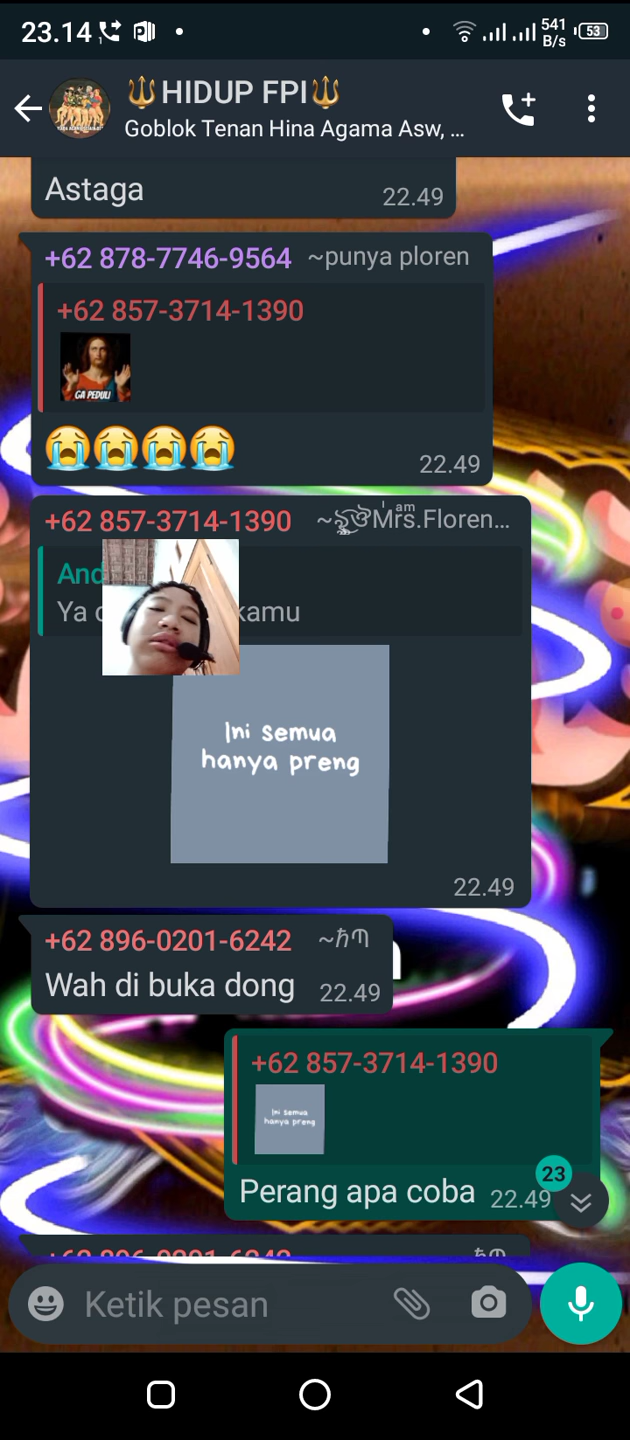 23.14
541
B/s
53
HIDUP FPI
Goblok Tenan Hina Agama Asw, ...
Astaga
22.49
+62 878-7746-9564 ~punya ploren
+62 857-3714-1390
GA PEDULI
22.49
+62 857-3714-1390
Floren...
Ya
kamu
Ini semua
hanya preng
22.49
+62 896-0201-6242
Wah di buka dong 22.49
+62 857-3714-1390
Ini semua
hanya preng
Perang apa coba 22.49
23
Ketik pesan